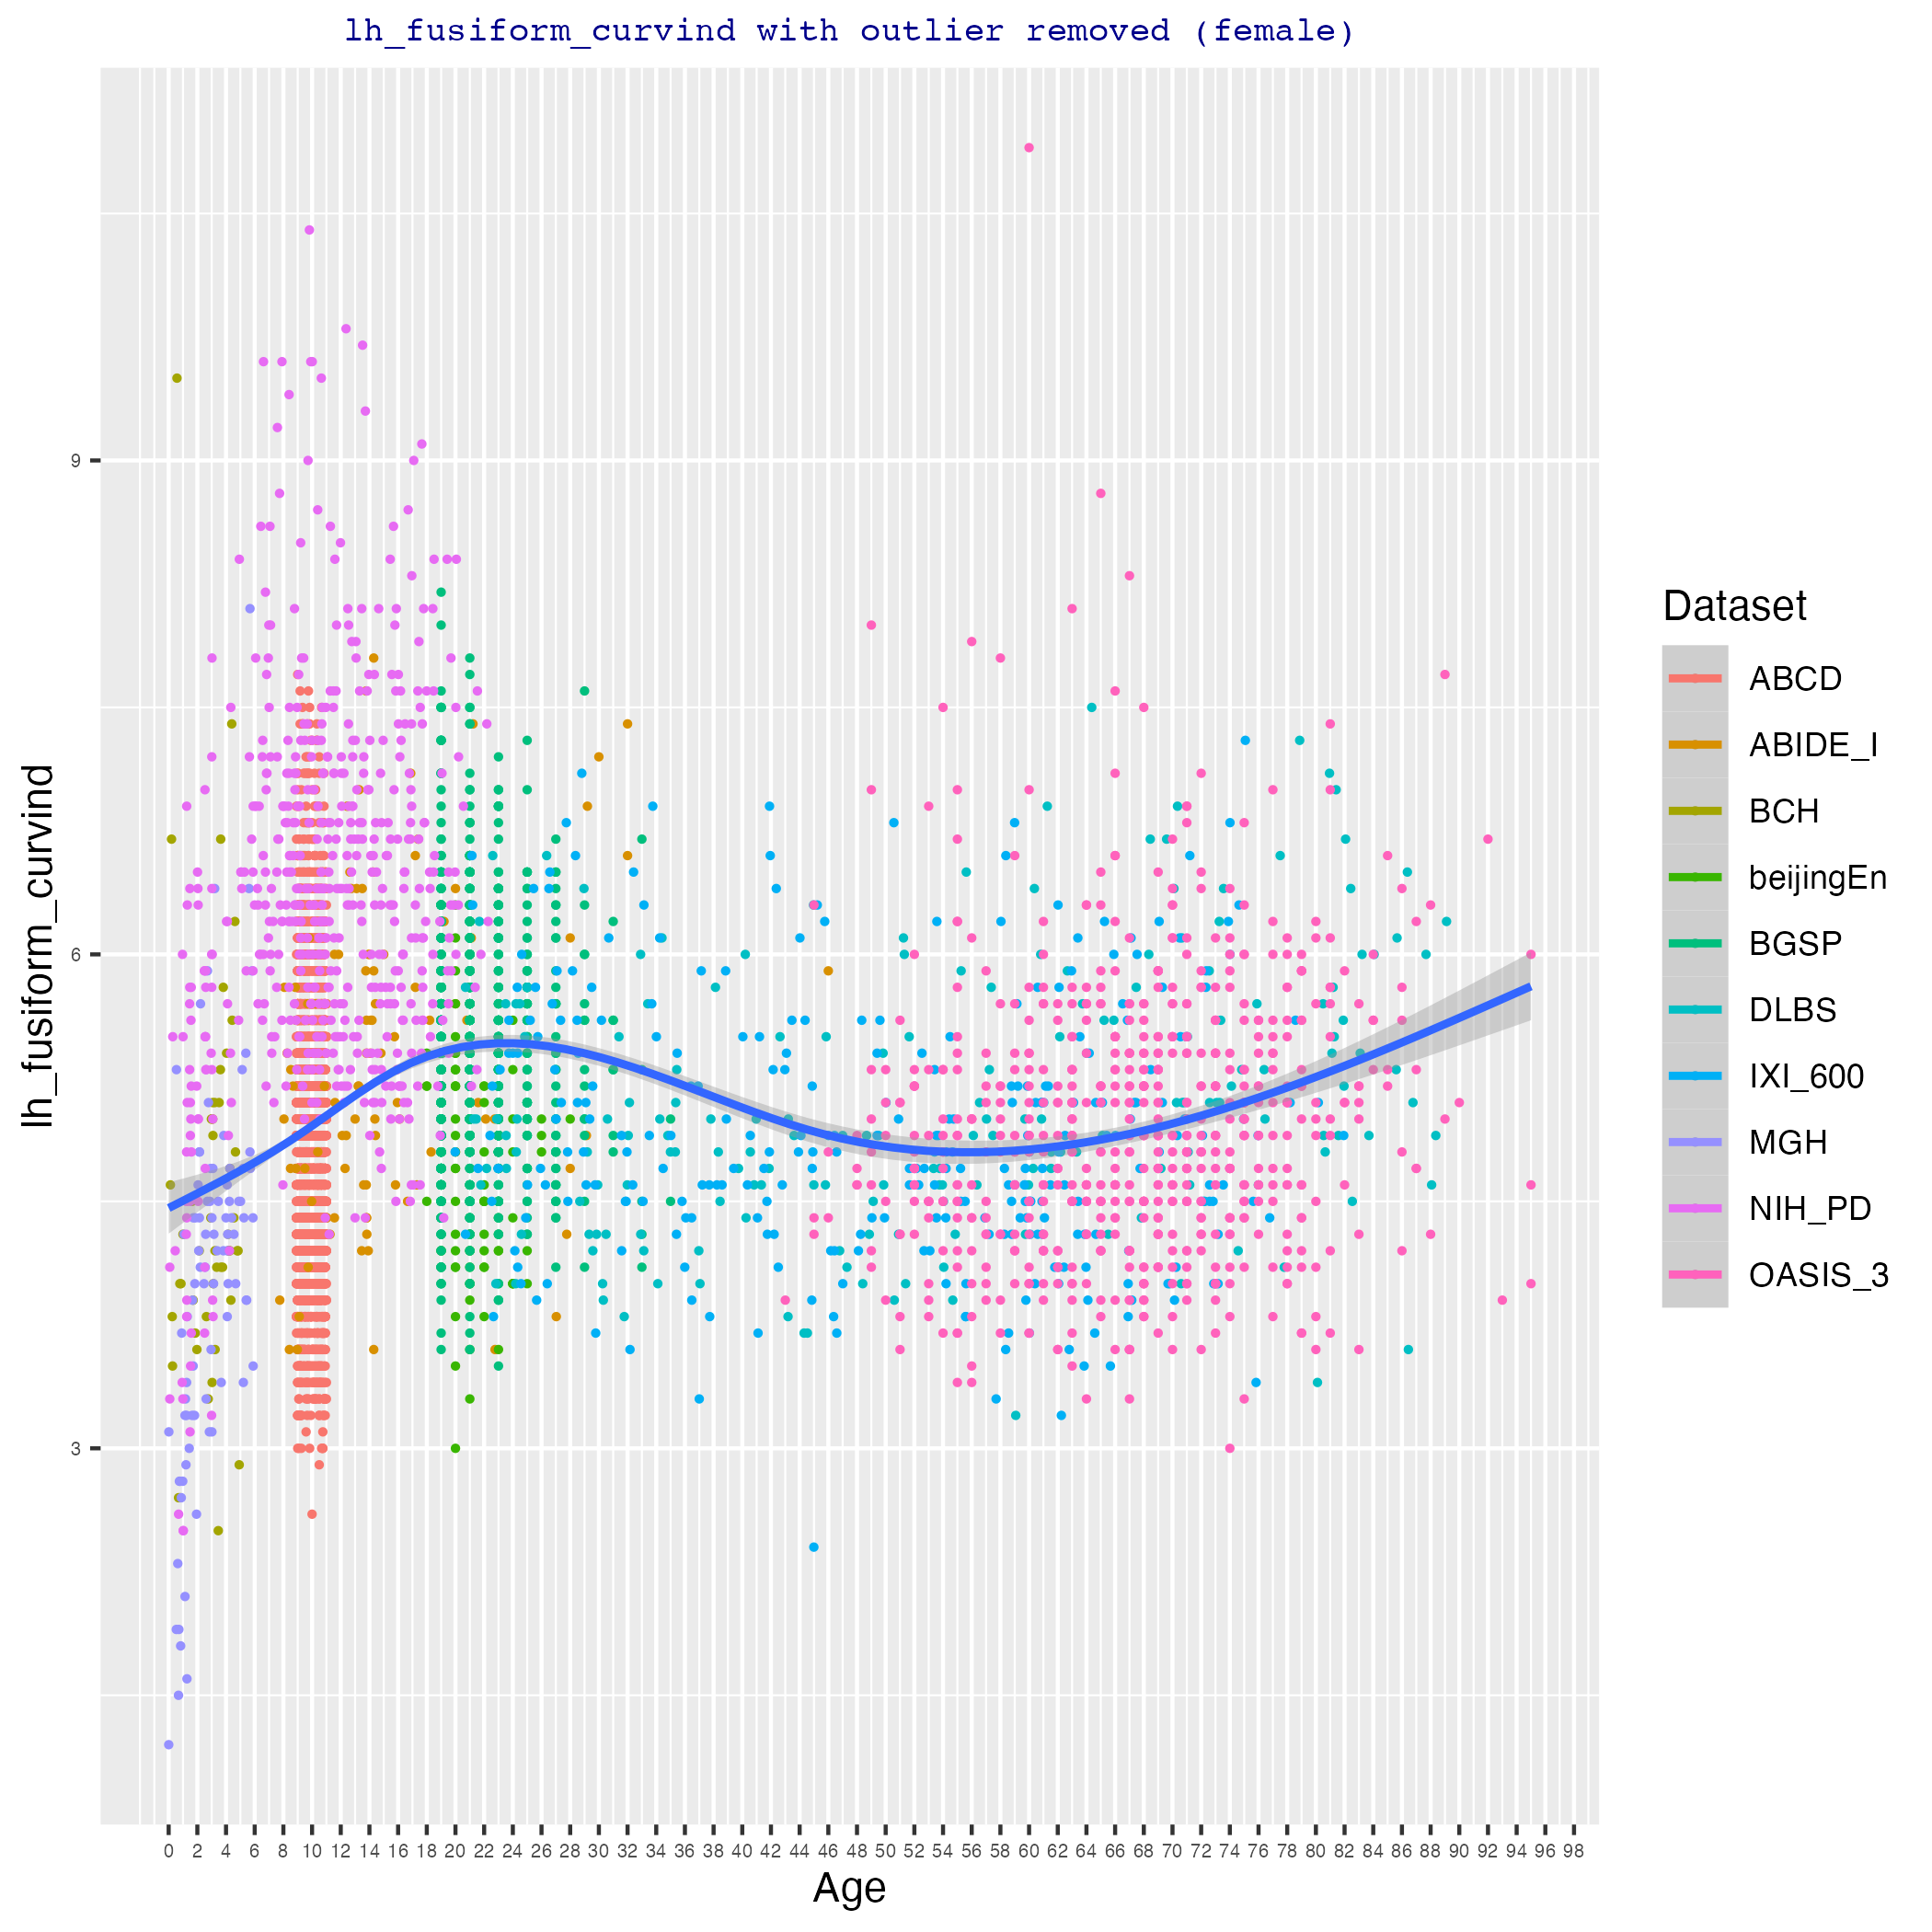 lh_fusiform_curvind with outlier removed (female)
lh_fusiform_curvind
9
6
3
0 2 4 6 8 10 12 14 16 18 20 22 24 26 28 30 32 34 36 38 40 42 44 46 48 50 52 54 56 58 60 62 64 66 68 70 72 74 76 78 80 82 84 86 88 90 92 94 96 98
Age
Dataset
ABCD
ABIDE_I
BCH
beijingEn
BGSP
DLBS
IXI_600
MGH
NIH_PD
OASIS_3